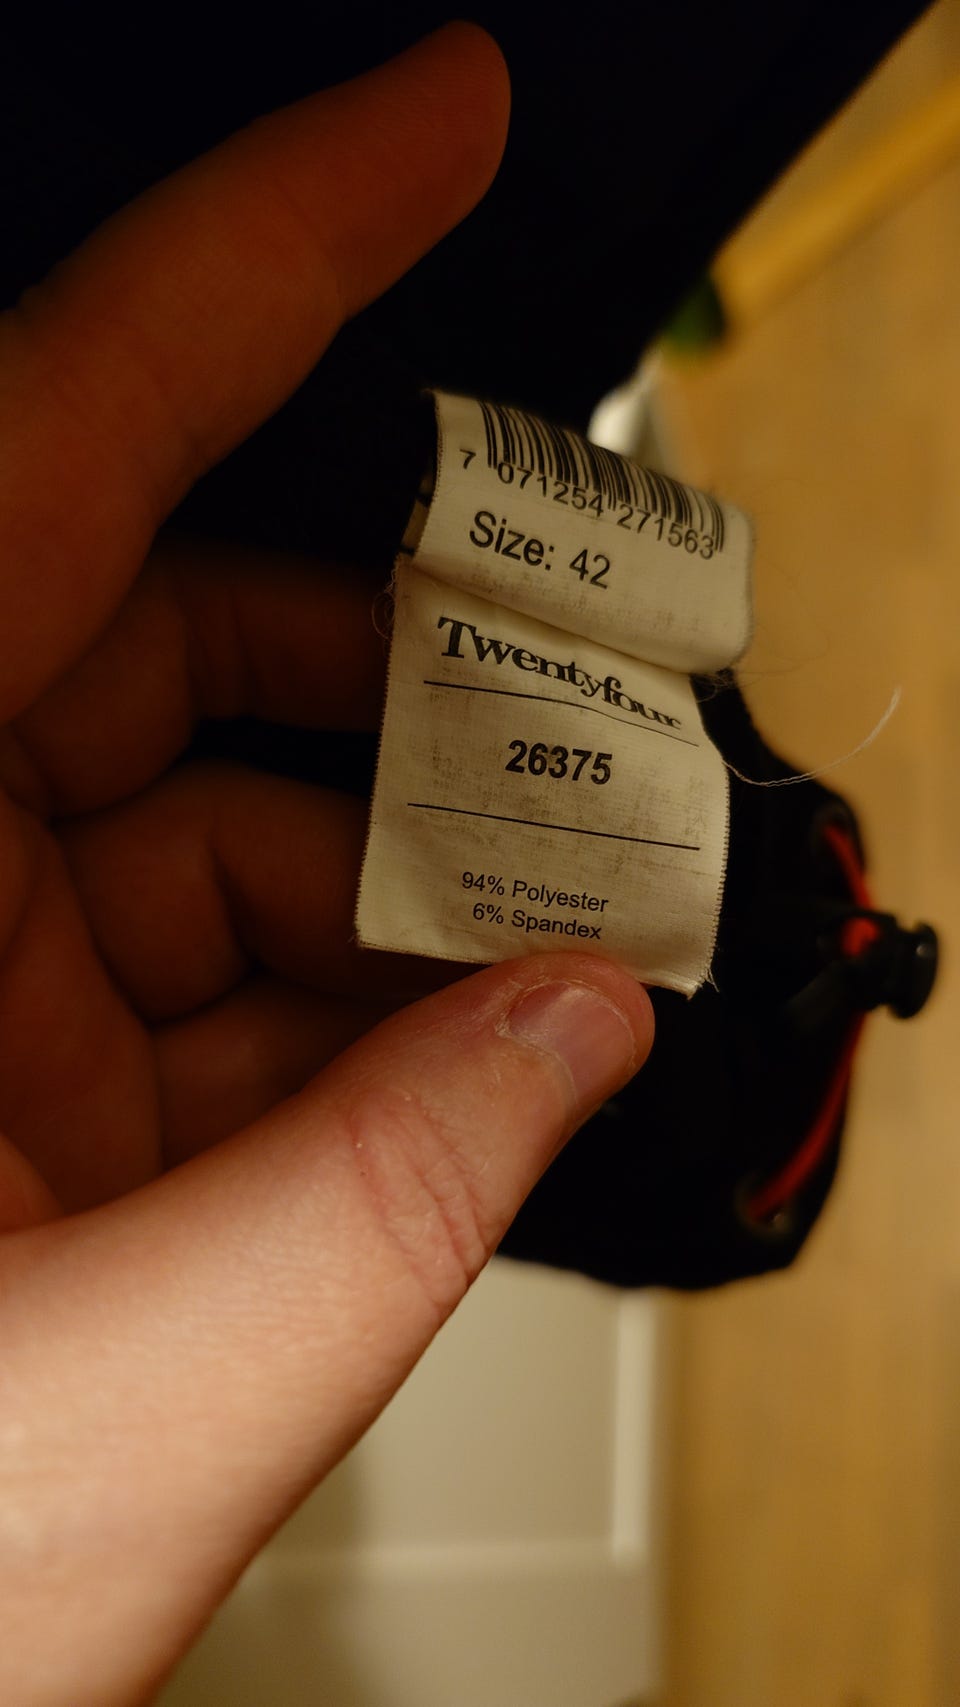 7 071254 271563
Size: 42
Twentyfour
26375
94% Polyester
6% Spandex